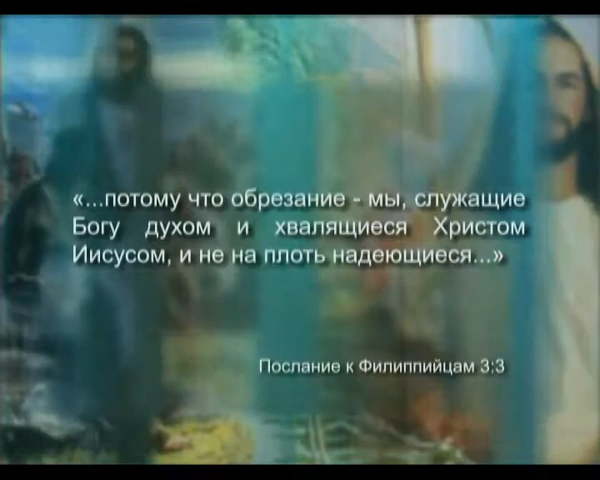 «...потому что обрезание - мы, служащие
Богу духом и хвалящиеся Христом
Иисусом, и не на плоть надеющиеся...»
Послание к Филиппийцам 3:3